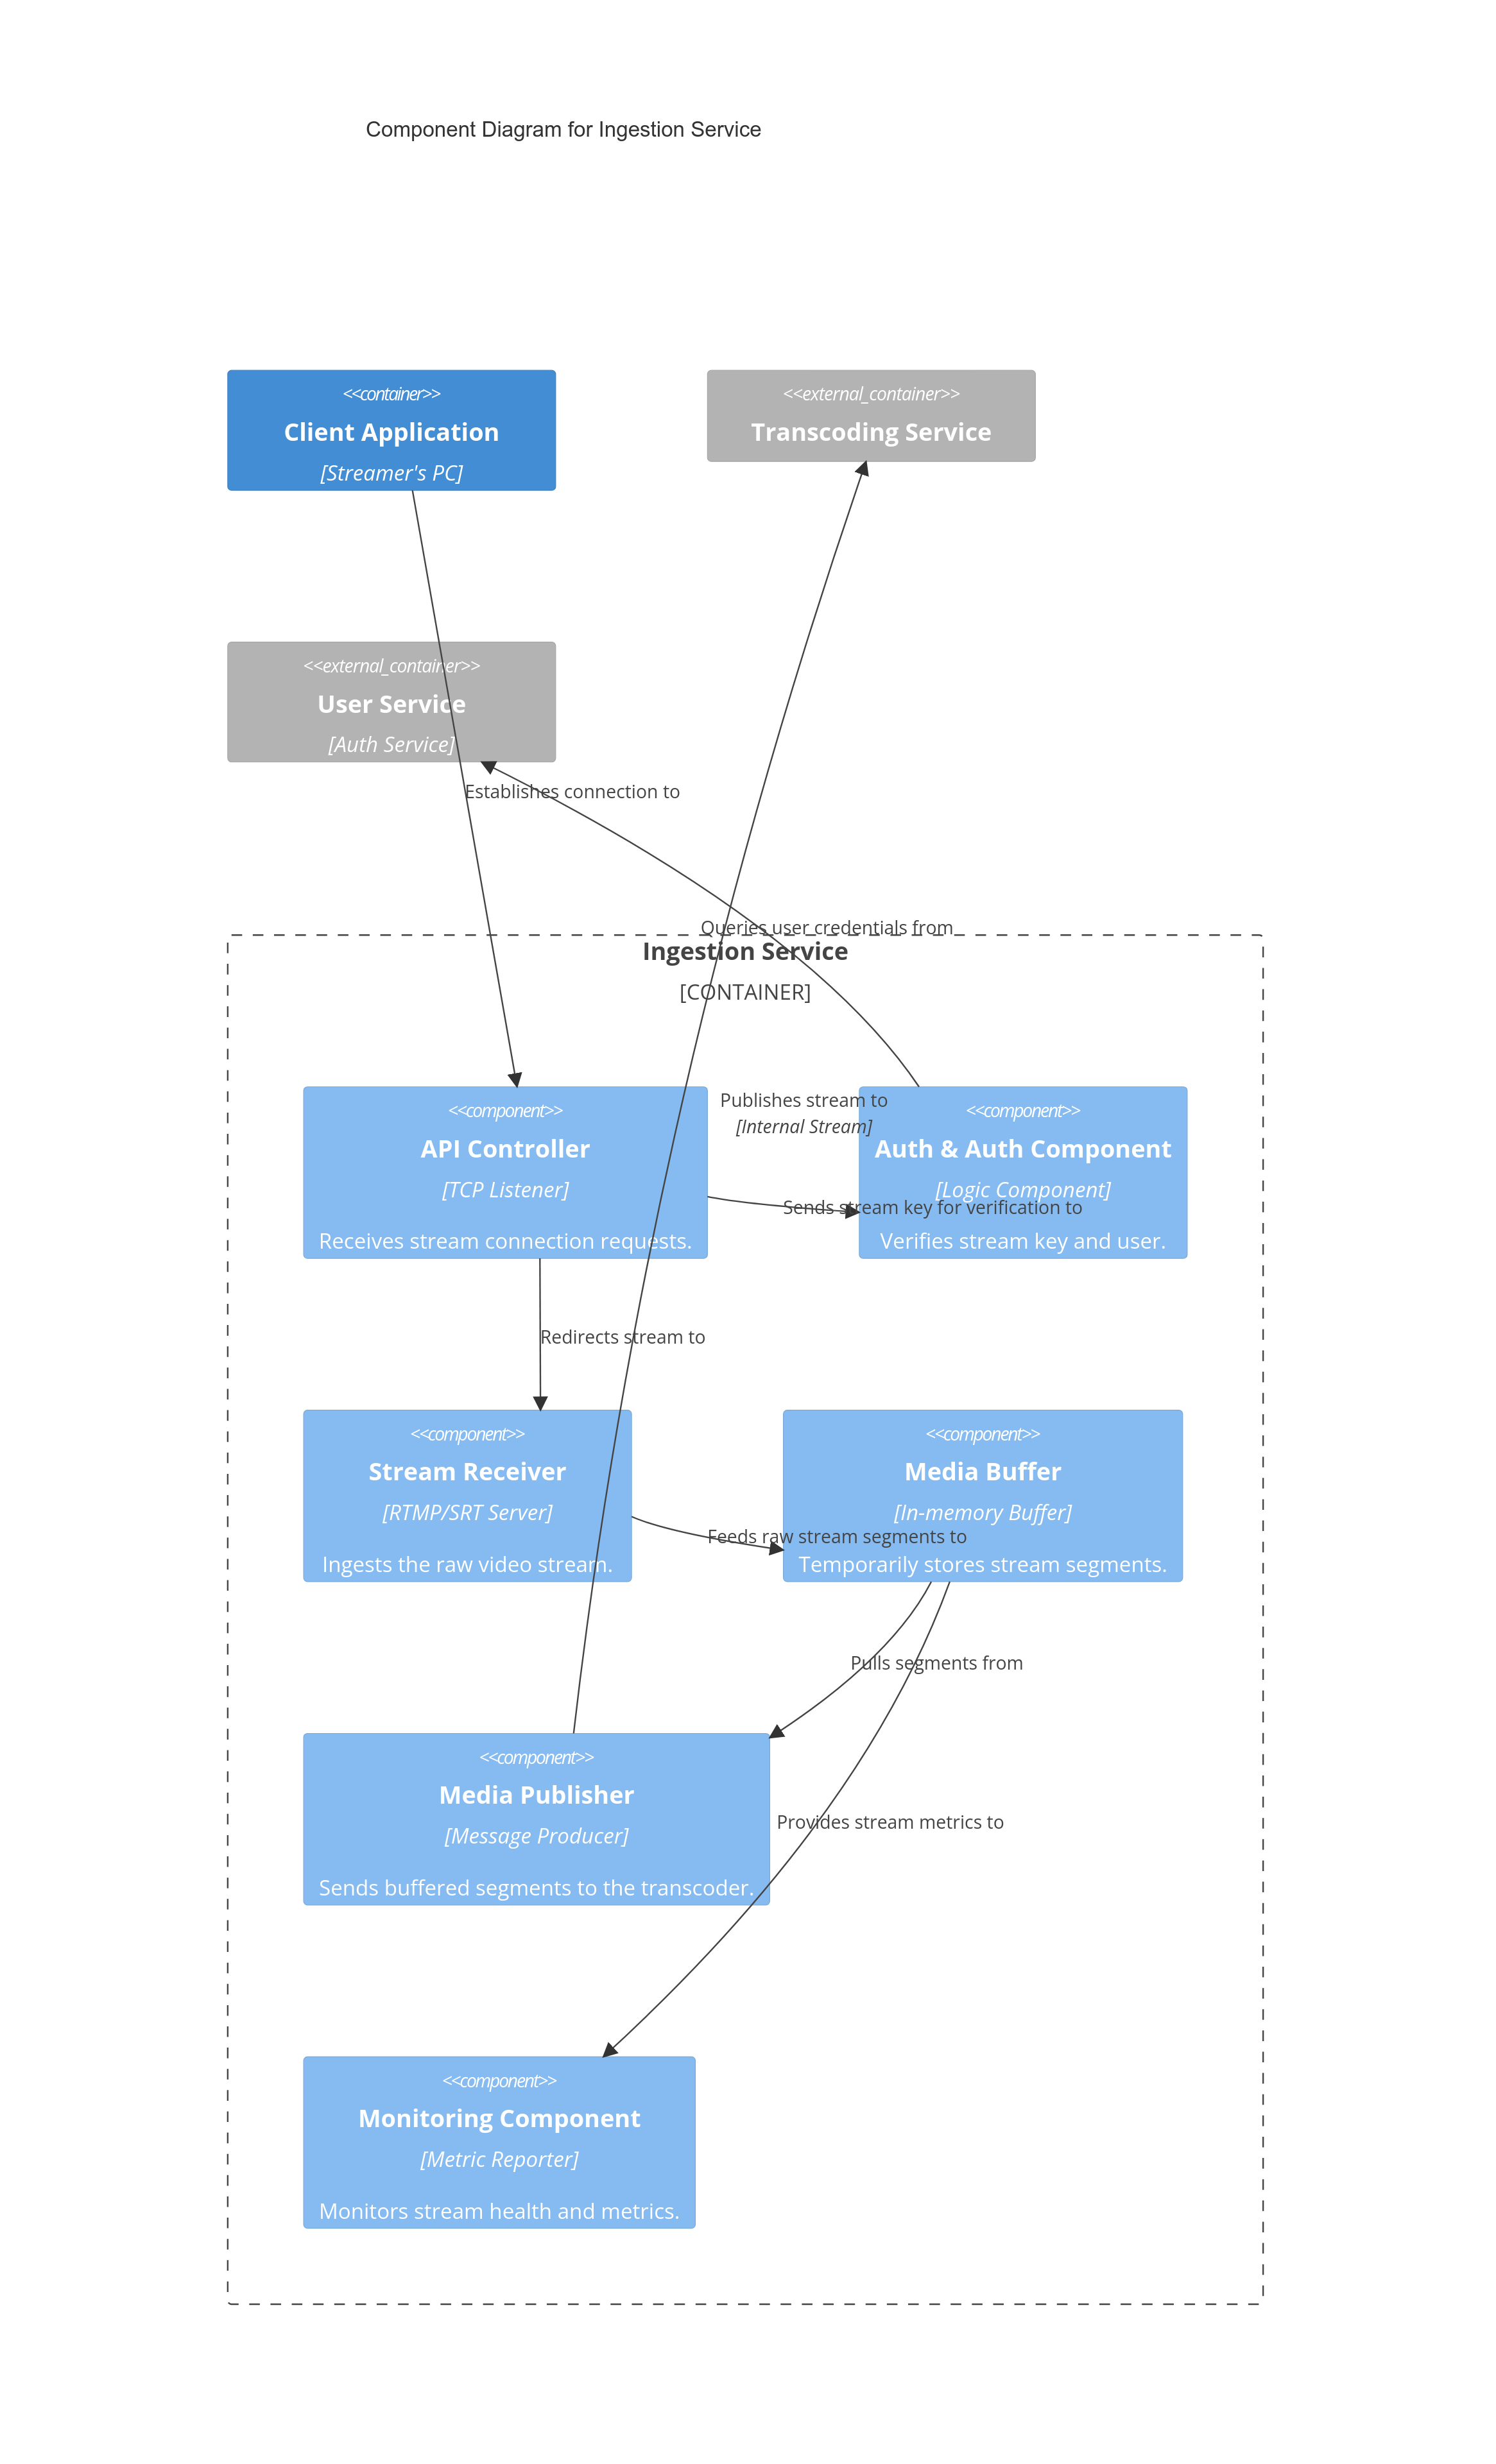 Component Diagram for Ingestion Service
<<container>>
Client Application
[Streamer's PC]
<<external_container>>
Transcoding Service
<<external_container>>
User Service
[Auth Service]
Establishes connection to
Queries user credentials from
Ingestion Service
[CONTAINER]
<<component>>
API Controller
[TCP Listener]
Receives stream connection requests.
Publishes stream to
[Internal Stream]
<<component>>
Auth & Auth Component
[Logic Component]
Sends stream key for verification to
Verifies stream key and user.
Redirects stream to
<<component>>
Stream Receiver
[RTMP/SRT Server]
Ingests the raw video stream.
<<component>>
Media Buffer
[In-memory Buffer]
Feeds raw stream segments to
Temporarily stores stream segments.
Pulls segments from
<<component>>
Media Publisher
[Message Producer]
Sends buffered segments to the transcoder.
Provides stream metrics to
<<component>>
Monitoring Component
[Metric Reporter]
Monitors stream health and metrics.